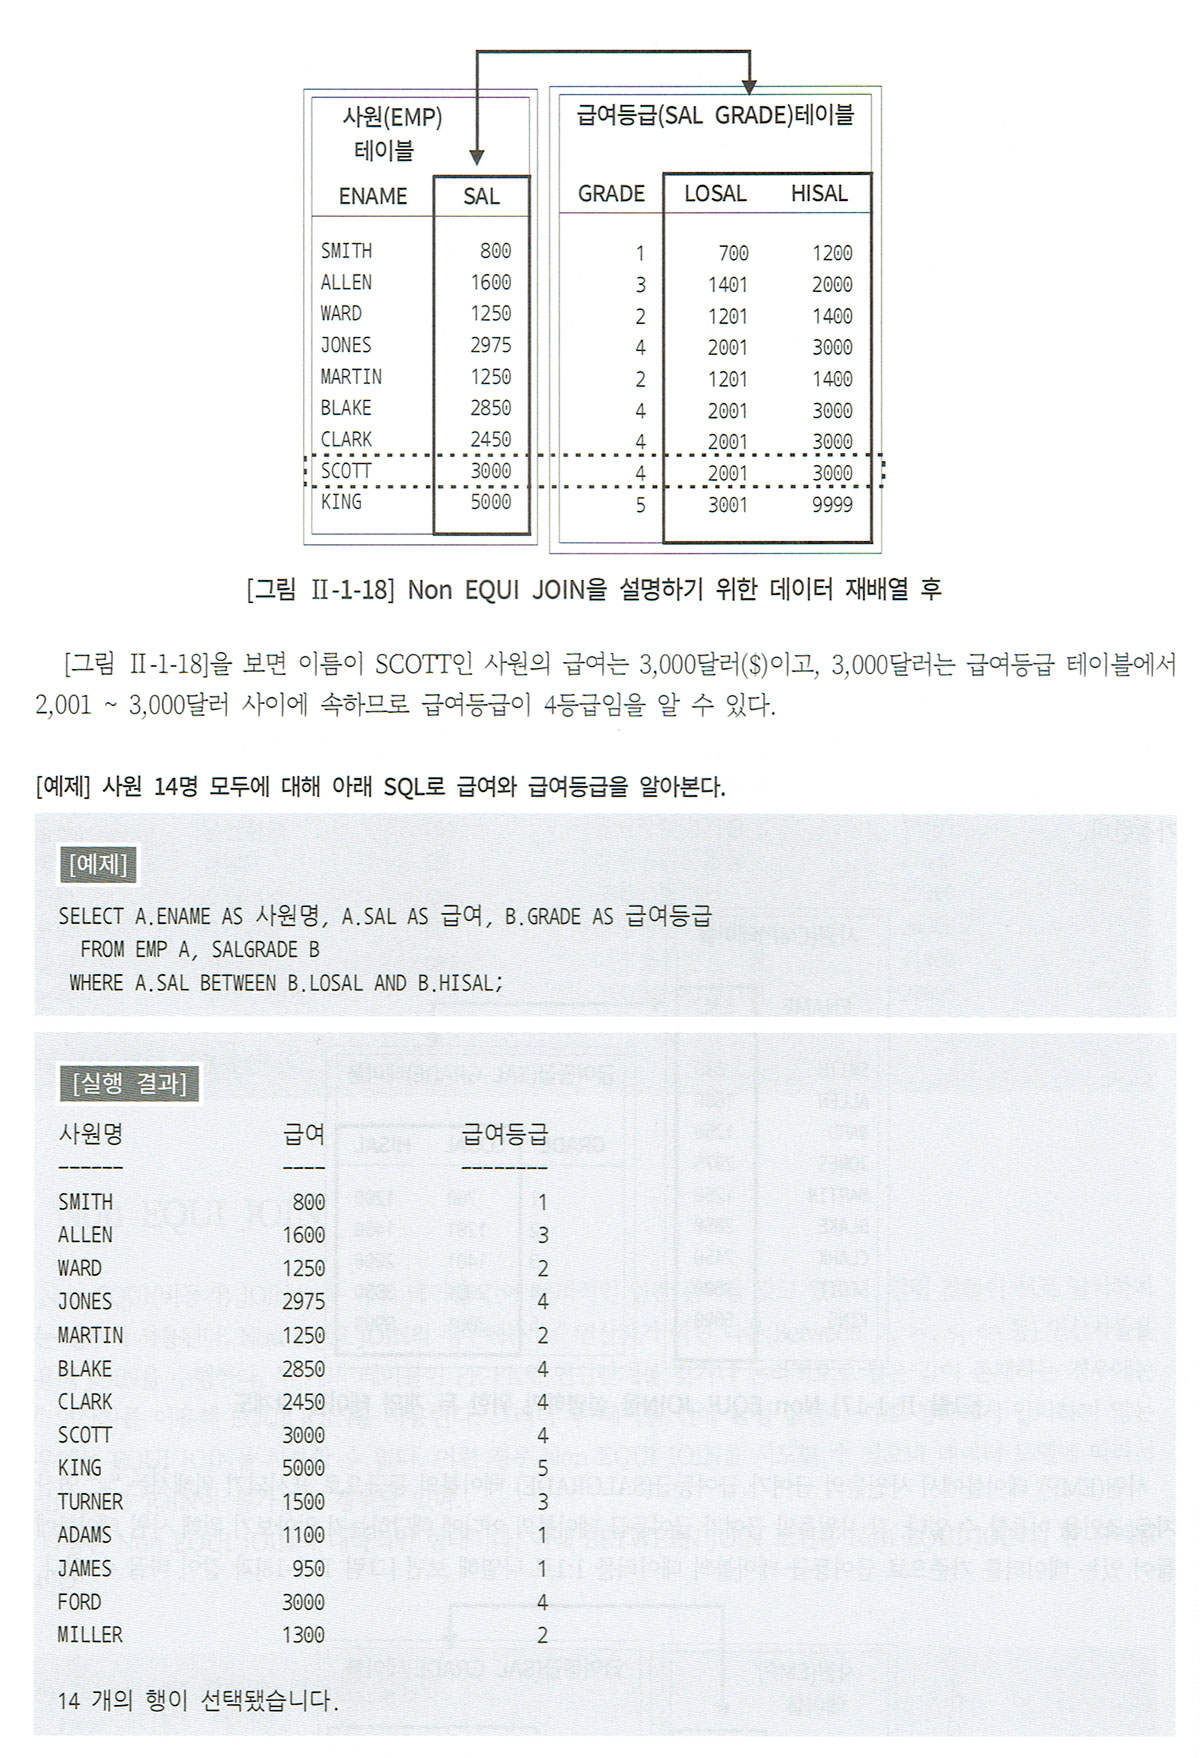 사원(EMP)
테이블
급여등급(SAL GRADE)테이블
ENAME SAL GRADE LOSAL HISAL
SMITH 800 1 700 1200
ALLEN 1600 3 1401 2000
WARD 1250 2 1201 1400
JONES 2975 4 2001 3000
MARTIN 1250 2 1201 1400
BLAKE 2850 4 2001 3000
CLARK 2450 4 2001 3000
SCOTT 3000 4 2001 3000
KING 5000 5 3001 9999
[그림 Ⅱ-1-18] Non EQUI JOIN을 설명하기 위한 데이터 재배열 후
[그림 Ⅱ-1-18]을 보면 이름이 SCOTT인 사원의 급여는 3,000달러($)이고, 3,000달러는 급여등급 테이블에서
2,001 ~ 3,000달러 사이에 속하므로 급여등급이 4등급임을 알 수 있다.
[예제] 사원 14명 모두에 대해 아래 SQL로 급여와 급여등급을 알아본다.
[예제]
SELECT A.ENAME AS 사원명, A.SAL AS 급여, B.GRADE AS 급여등급
FROM EMP A, SALGRADE B
WHERE A.SAL BETWEEN B.LOSAL AND B.HISAL;
[실행 결과]
사원명 급여 급여등급
------ ---- --------
SMITH 800 1
ALLEN 1600 3
WARD 1250 2
JONES 2975 4
MARTIN 1250 2
BLAKE 2850 4
CLARK 2450 4
SCOTT 3000 4
KING 5000 5
TURNER 1500 3
ADAMS 1100 1
JAMES 950 1
FORD 3000 4
MILLER 1300 2
14 개의 행이 선택됐습니다.